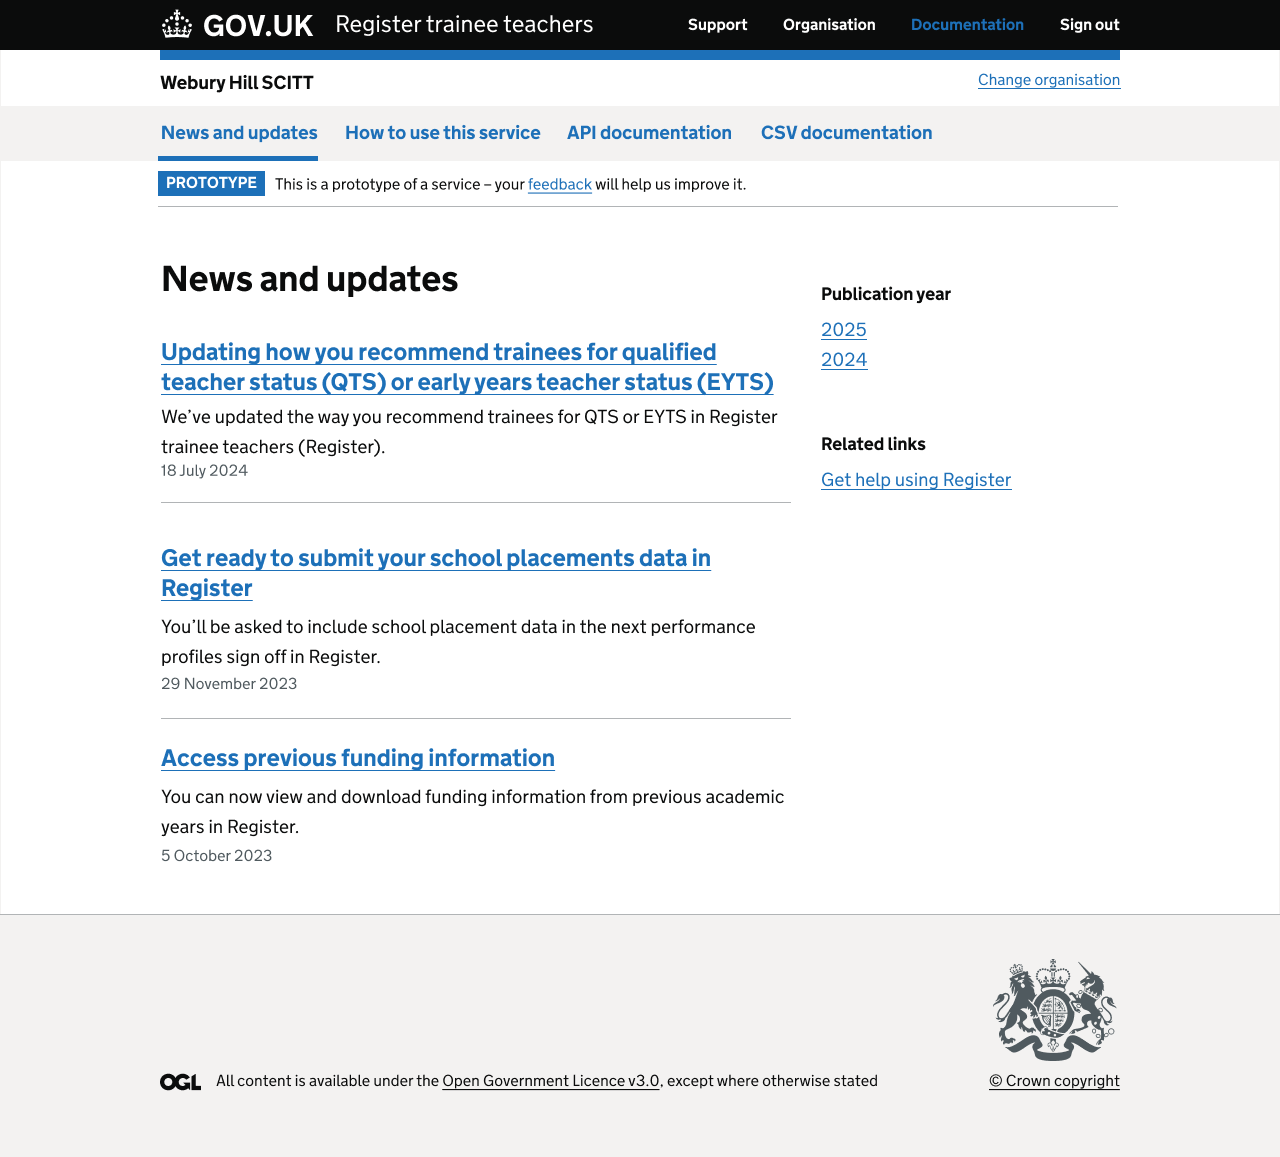 GOV.UK Register trainee teachers Support Organisation Documentation Sign out
Webury Hill SCITT Change organisation
News and updates How to use this service API documentation CSV documentation
PROTOTYPE This is a prototype of a service – your feedback will help us improve it.
News and updates
Updating how you recommend trainees for qualified
teacher status (QTS) or early years teacher status (EYTS)
We’ve updated the way you recommend trainees for QTS or EYTS in Register
trainee teachers (Register).
18 July 2024
Get ready to submit your school placements data in
Register
You’ll be asked to include school placement data in the next performance
profiles sign off in Register.
29 November 2023
Access previous funding information
You can now view and download funding information from previous academic
years in Register.
5 October 2023
Publication year
2025
2024
Related links
Get help using Register
OGL All content is available under the Open Government Licence v3.0, except where otherwise stated
© Crown copyright